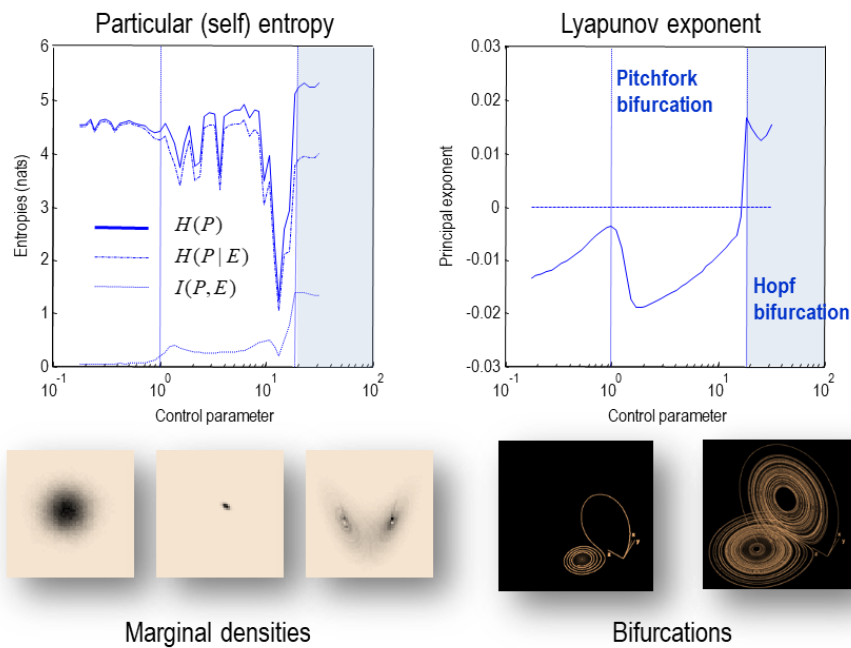 Particular (self) entropy
6
5
4
3
2
1
0
Entropies (nats)
H(P)
H(P | E)
I(P, E)
10^-1
10^0
10^1
10^2
Control parameter
Lyapunov exponent
0.03
0.02
0.01
0
-0.01
-0.02
-0.03
Principal exponent
Pitchfork
bifurcation
Hopf
bifurcation
10^-1
10^0
10^1
10^2
Control parameter
Marginal densities
Bifurcations